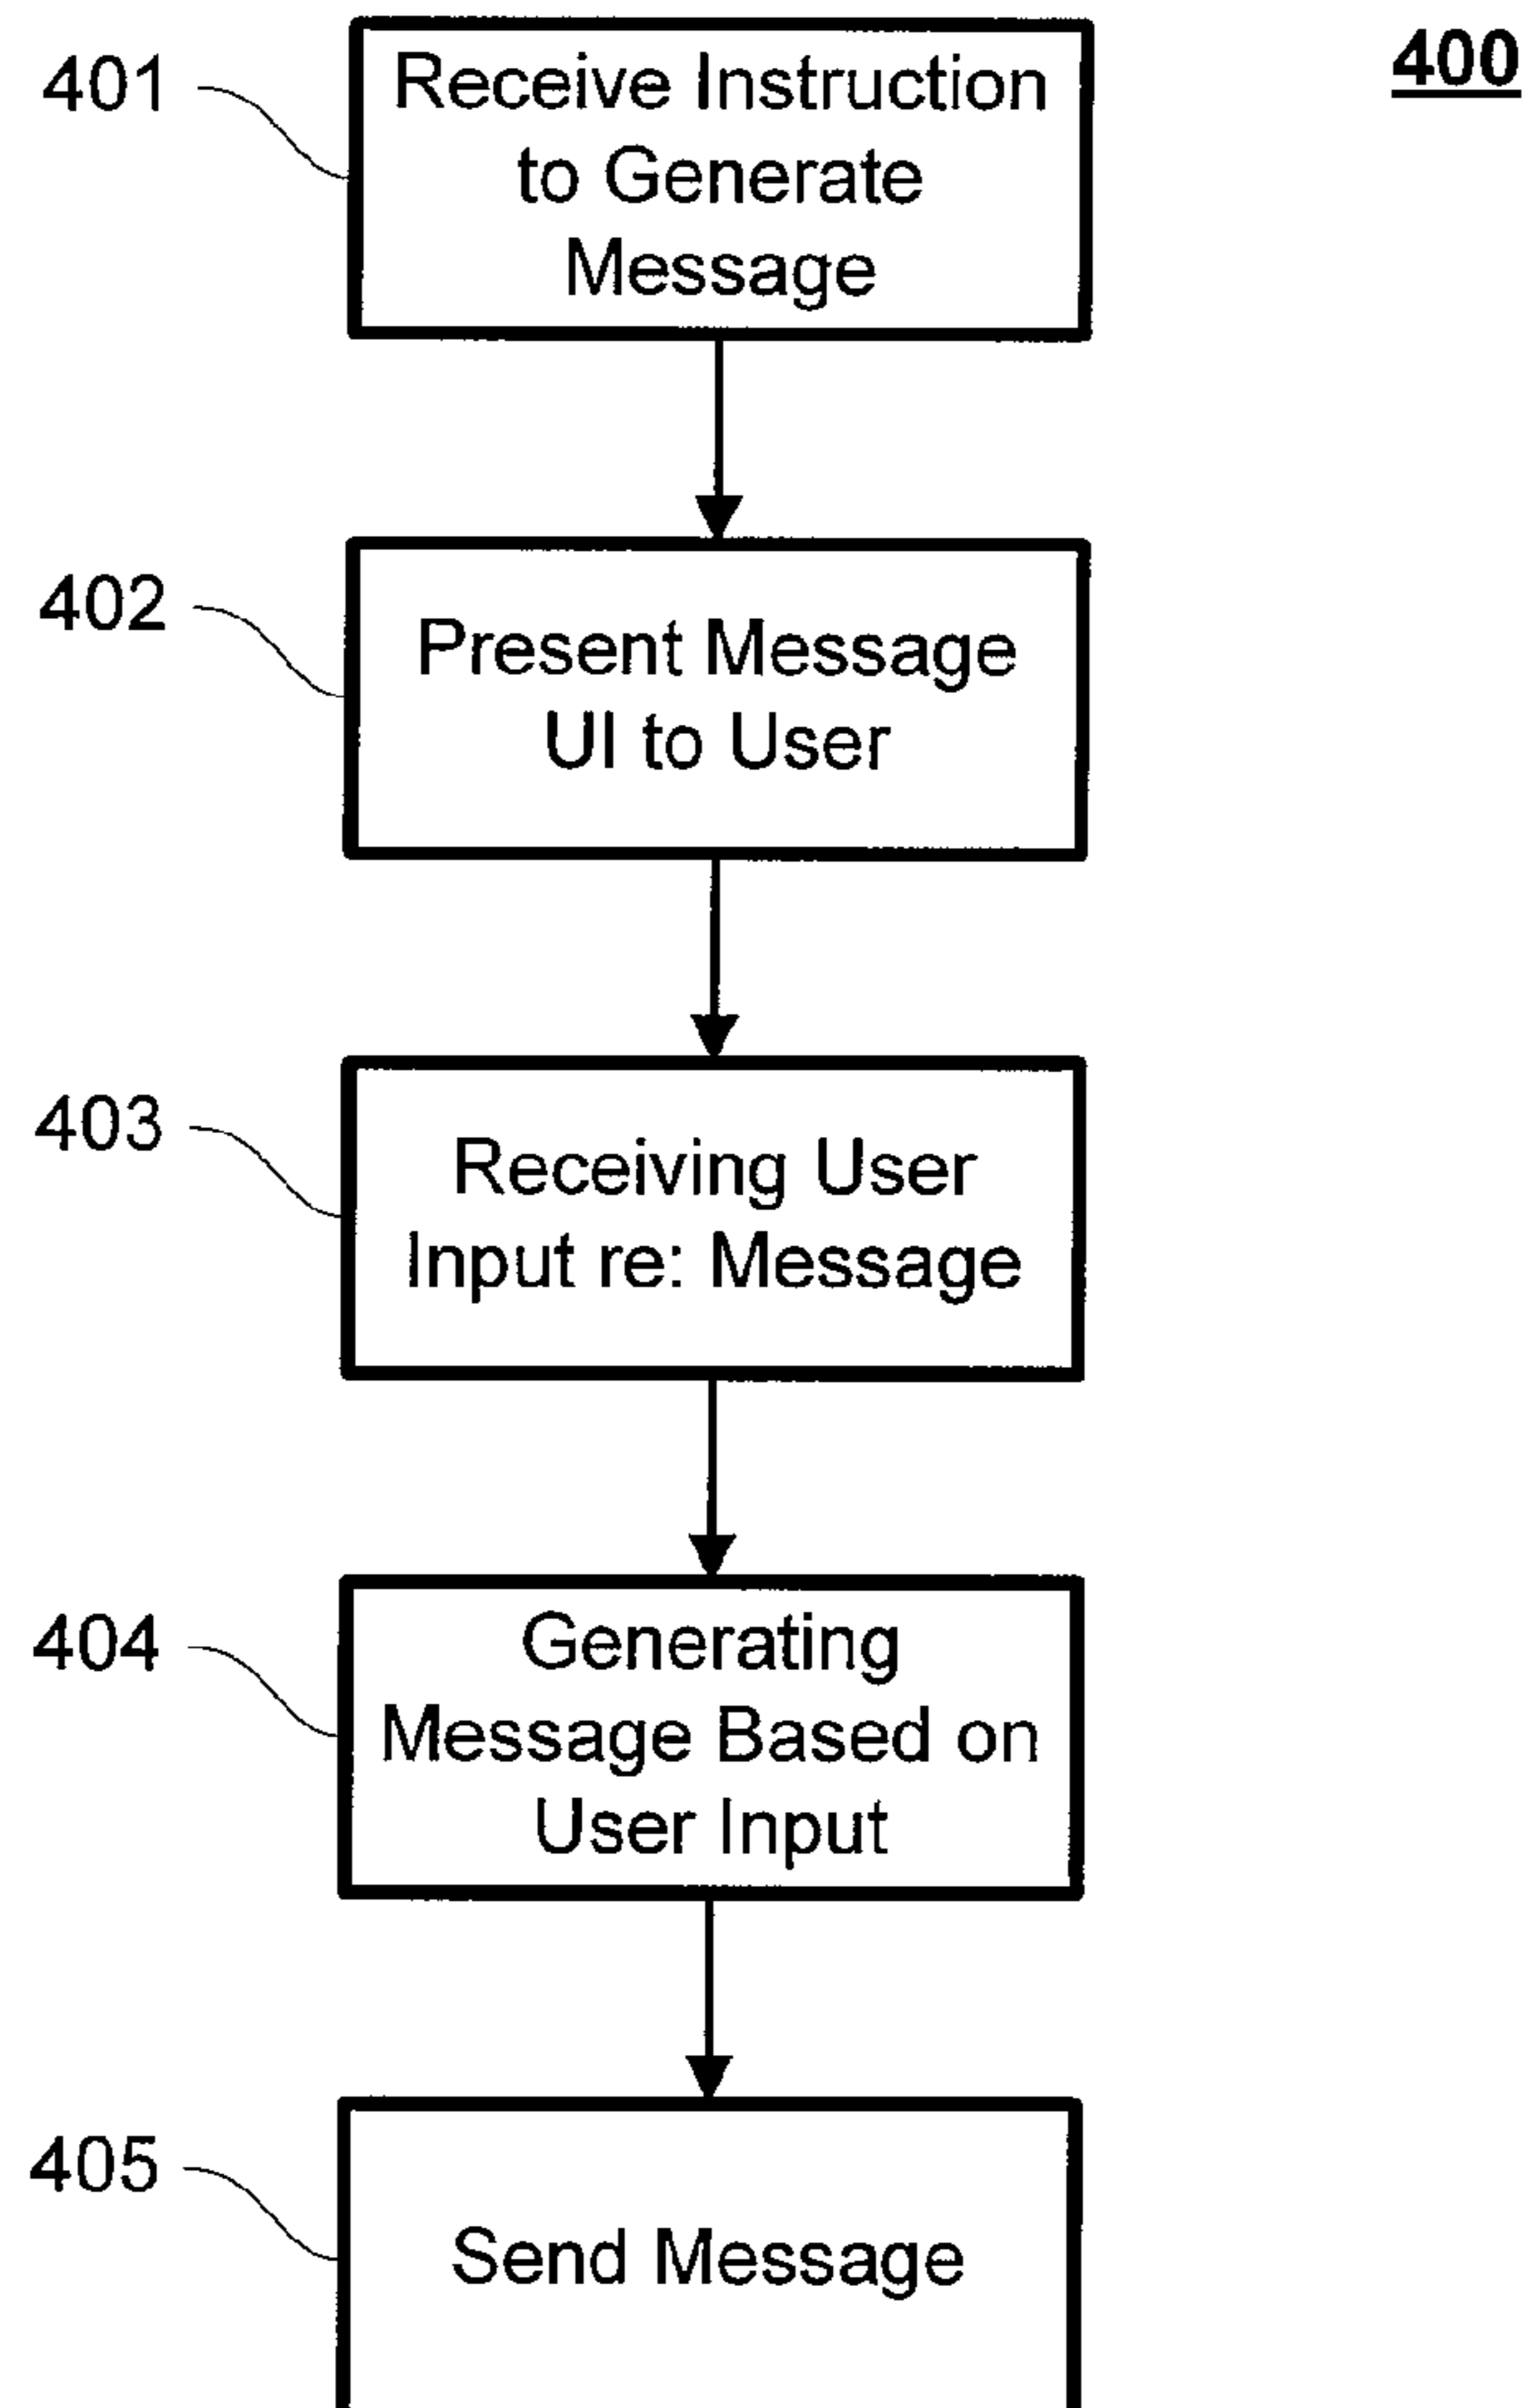 400
401
Receive Instruction
to Generate
Message
402
Present Message
UI to User
403
Receiving User
Input re: Message
404
Generating
Message Based on
User Input
405
Send Message